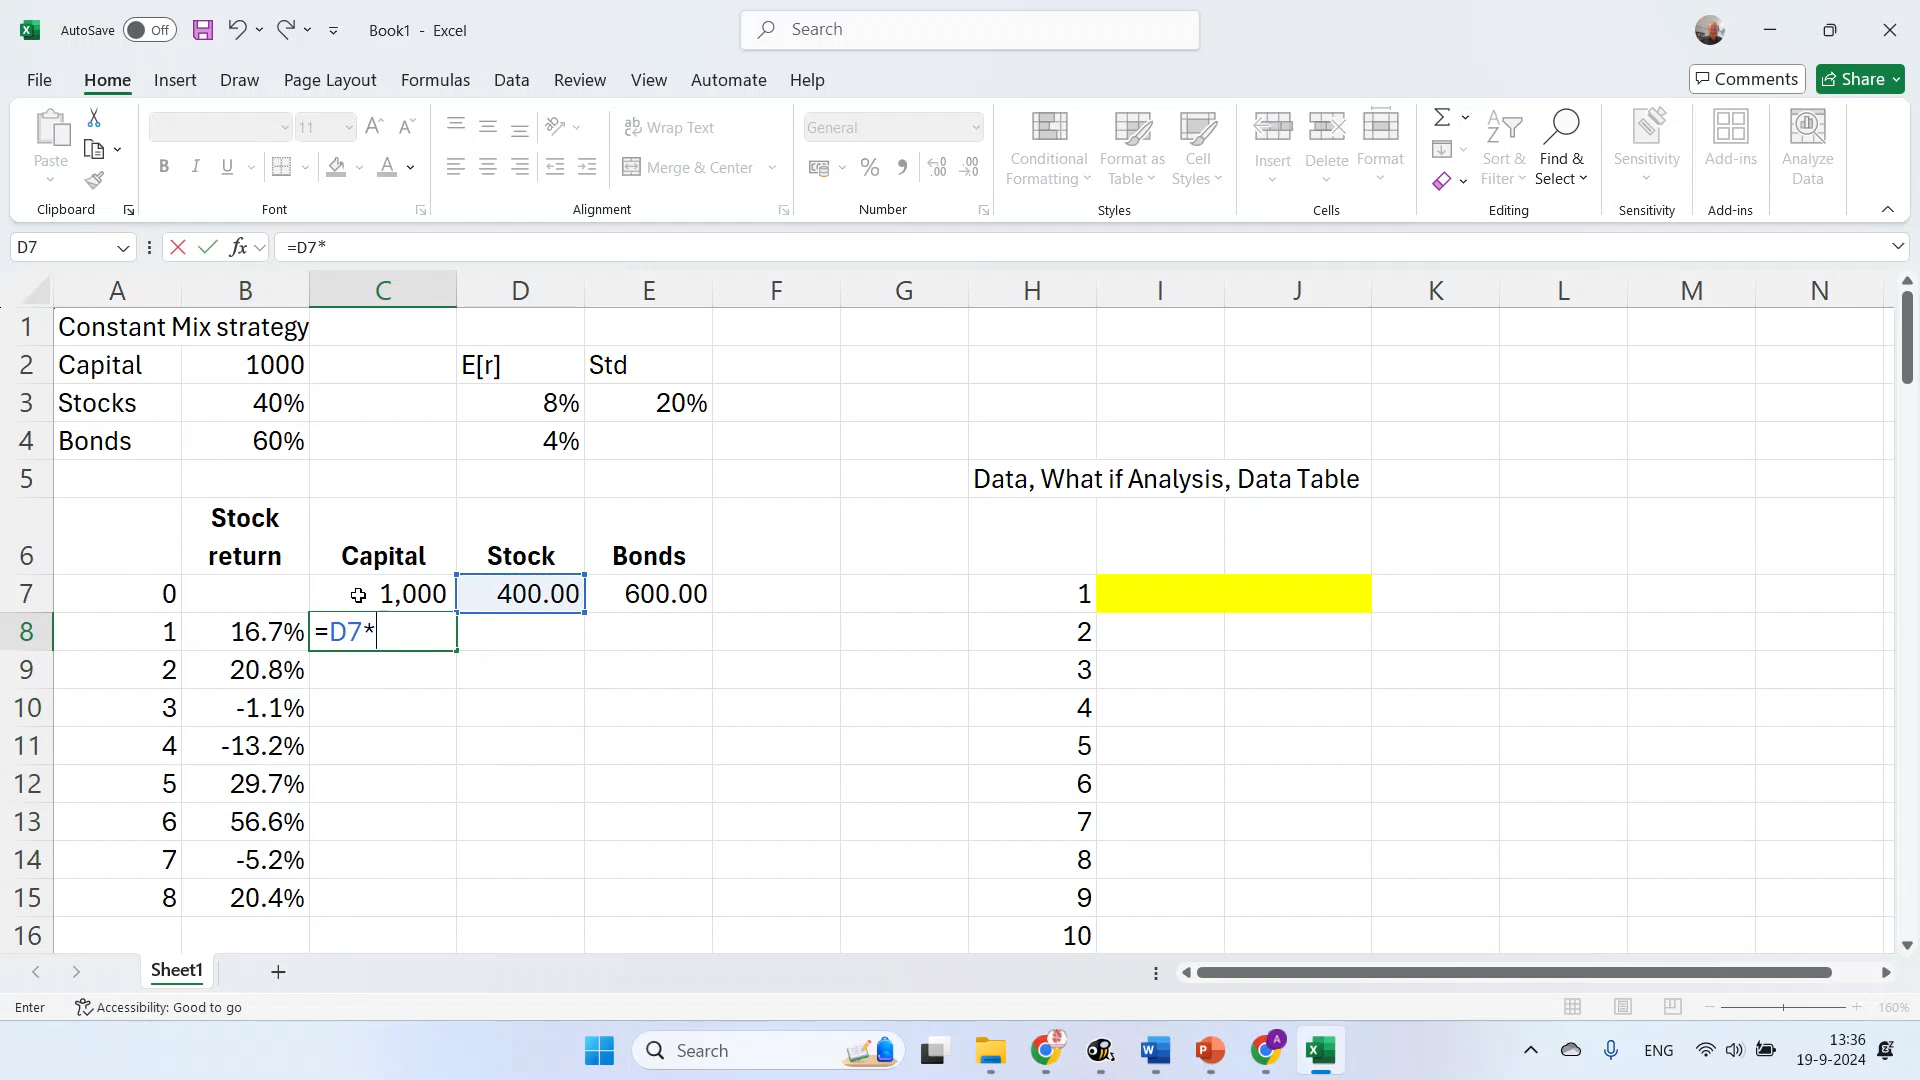 AutoSave Off Book1 - Excel Search
File Home Insert Draw Page Layout Formulas Data Review View Automate Help Comments Share
Paste 11 Wrap Text General Conditional Formatting Format as Table Cell Styles Insert Delete Format Sort & Filter Find & Select Sensitivity Add-ins Analyze Data
B I U Merge & Center
Clipboard Font Alignment Number Styles Cells Editing Sensitivity Add-ins
D7 fx =D7*
A B C D E F G H I J K L M N
1 Constant Mix strategy
2 Capital 1000 E[r] Std
3 Stocks 40% 8% 20%
4 Bonds 60% 4%
5 Data, What if Analysis, Data Table
6 Stock return Capital Stock Bonds
7 0 1,000 400.00 600.00 1
8 1 16.7% =D7* 2
9 2 20.8% 3
10 3 -1.1% 4
11 4 -13.2% 5
12 5 29.7% 6
13 6 56.6% 7
14 7 -5.2% 8
15 8 20.4% 9
16 10
Sheet1
Enter Accessibility: Good to go 160%
Search ENG 13:36
19-9-2024